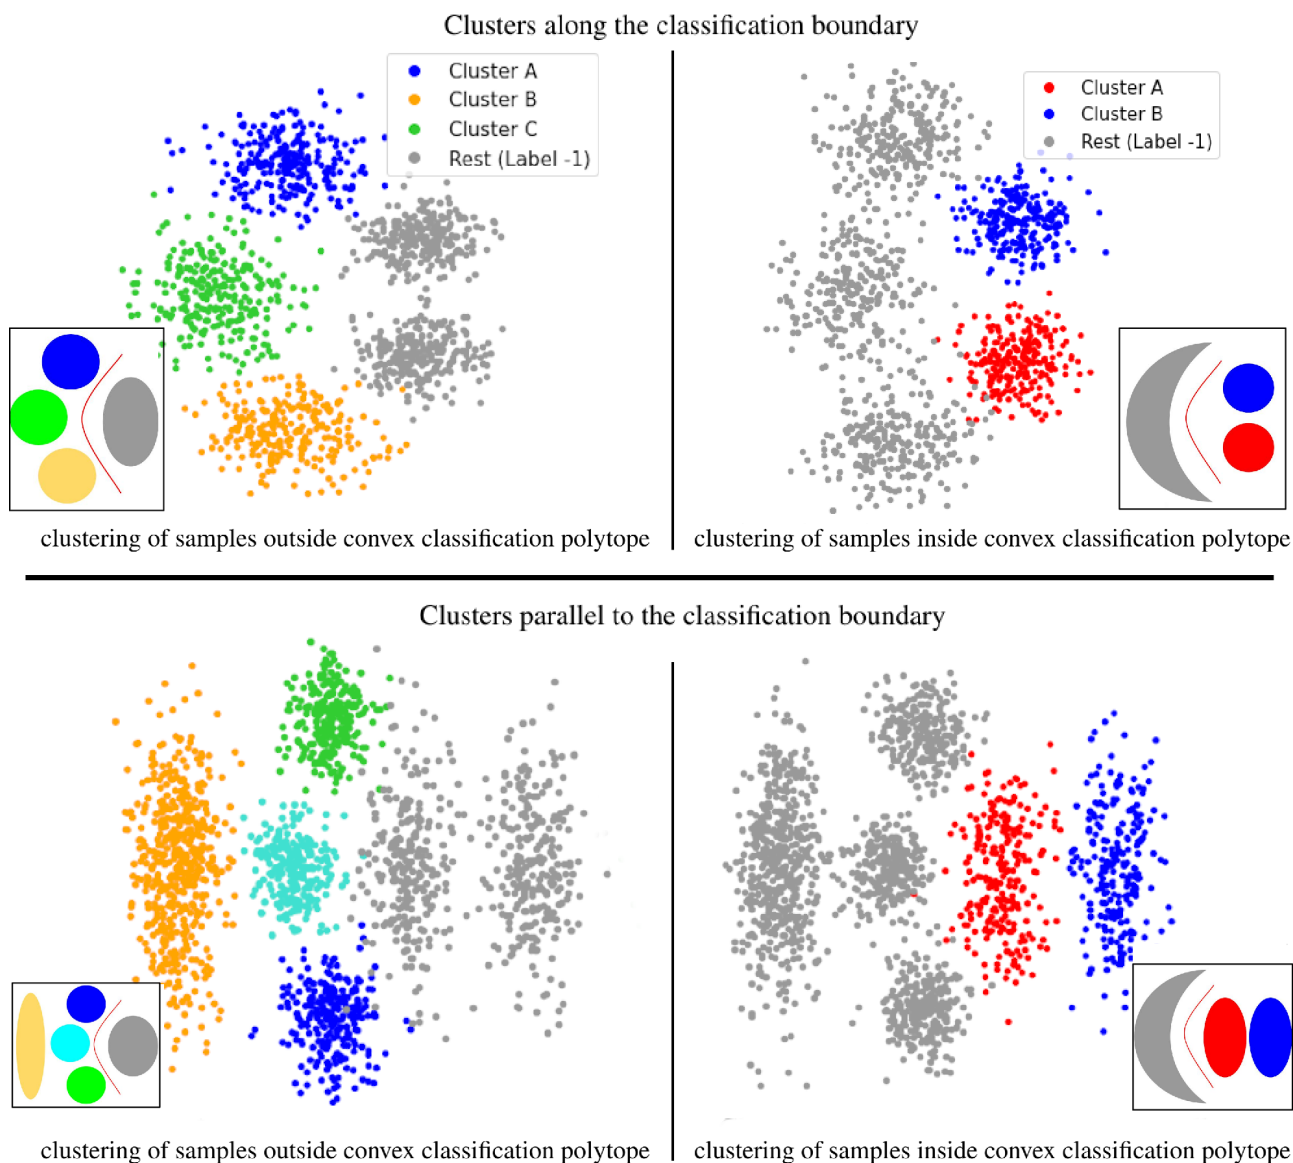 Clusters along the classification boundary
Cluster A
Cluster B
Cluster C
Rest (Label -1)
Cluster A
Cluster B
Rest (Label -1)
clustering of samples outside convex classification polytope
clustering of samples inside convex classification polytope
Clusters parallel to the classification boundary
clustering of samples outside convex classification polytope
clustering of samples inside convex classification polytope